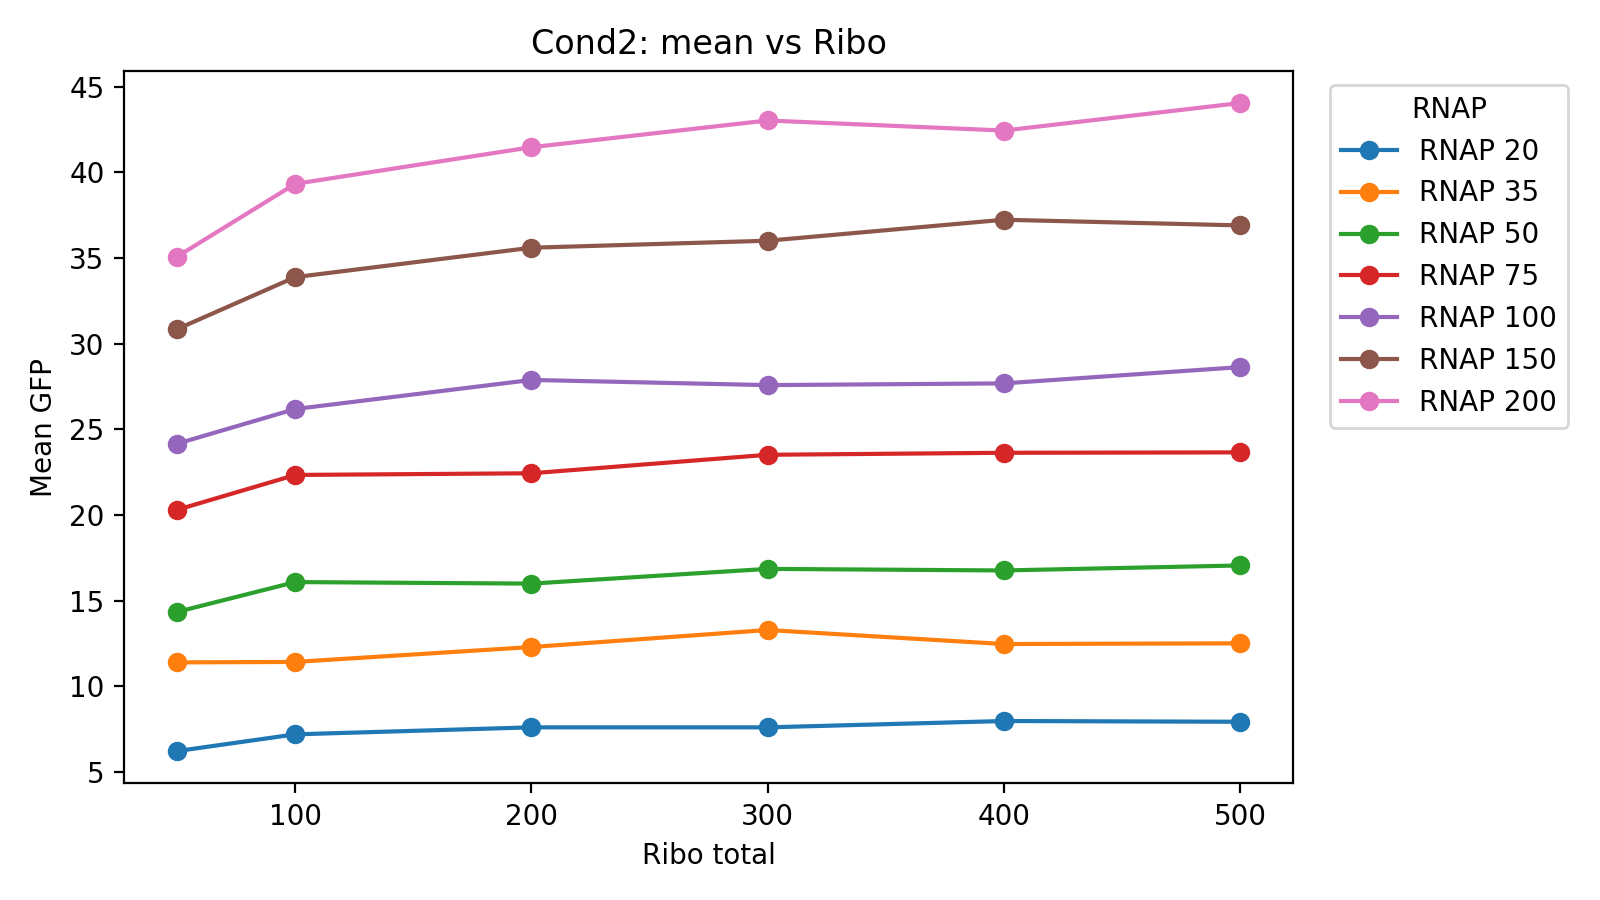 Cond2: mean vs Ribo
Mean GFP
45
40
35
30
25
20
15
10
5
100 200 300 400 500
Ribo total
RNAP
RNAP 20
RNAP 35
RNAP 50
RNAP 75
RNAP 100
RNAP 150
RNAP 200